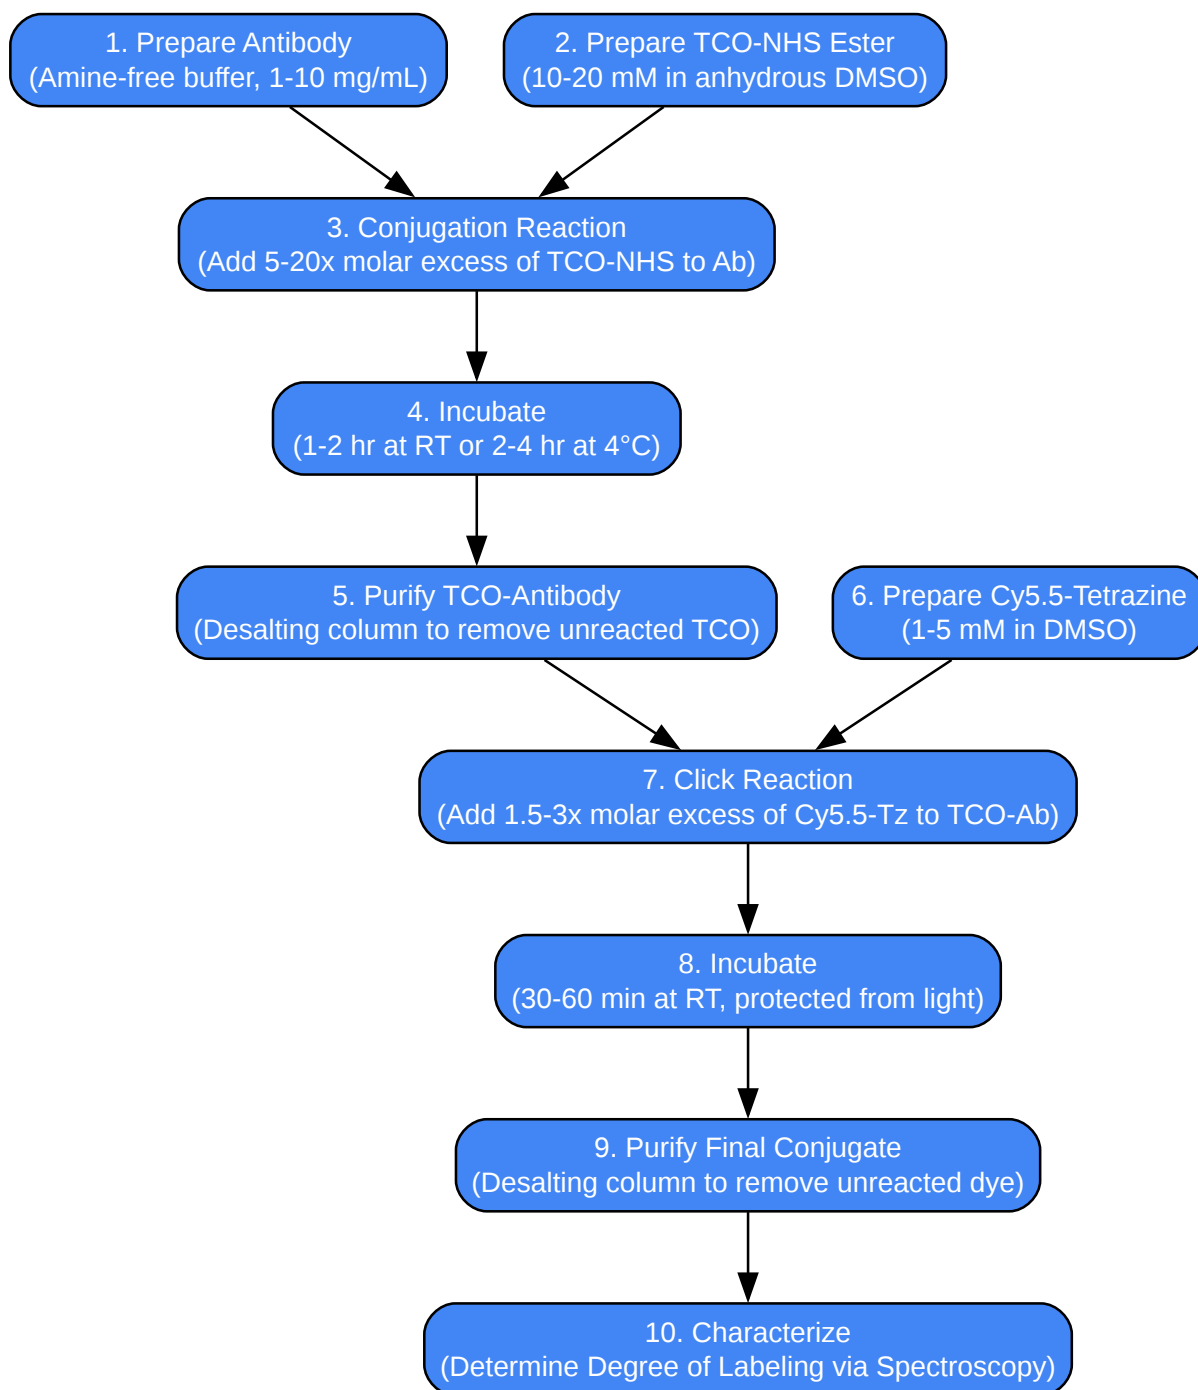 1. Prepare Antibody
(Amine-free buffer, 1-10 mg/mL)
2. Prepare TCO-NHS Ester
(10-20 mM in anhydrous DMSO)
3. Conjugation Reaction
(Add 5-20x molar excess of TCO-NHS to Ab)
4. Incubate
(1-2 hr at RT or 2-4 hr at 4°C)
5. Purify TCO-Antibody
(Desalting column to remove unreacted TCO)
6. Prepare Cy5.5-Tetrazine
(1-5 mM in DMSO)
7. Click Reaction
(Add 1.5-3x molar excess of Cy5.5-Tz to TCO-Ab)
8. Incubate
(30-60 min at RT, protected from light)
9. Purify Final Conjugate
(Desalting column to remove unreacted dye)
10. Characterize
(Determine Degree of Labeling via Spectroscopy)